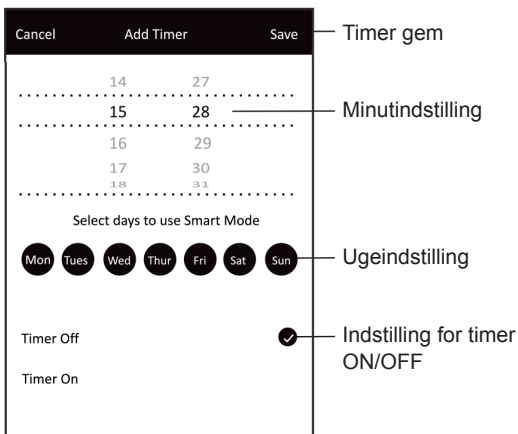 Cancel Add Timer Save
Timer gem
14 27
15 28
Minutindstilling
16 29
17 30
18 31
Select days to use Smart Mode
Mon Tues Wed Thur Fri Sat Sun
Ugeindstilling
Timer Off
Indstilling for timer
ON/OFF
Timer On